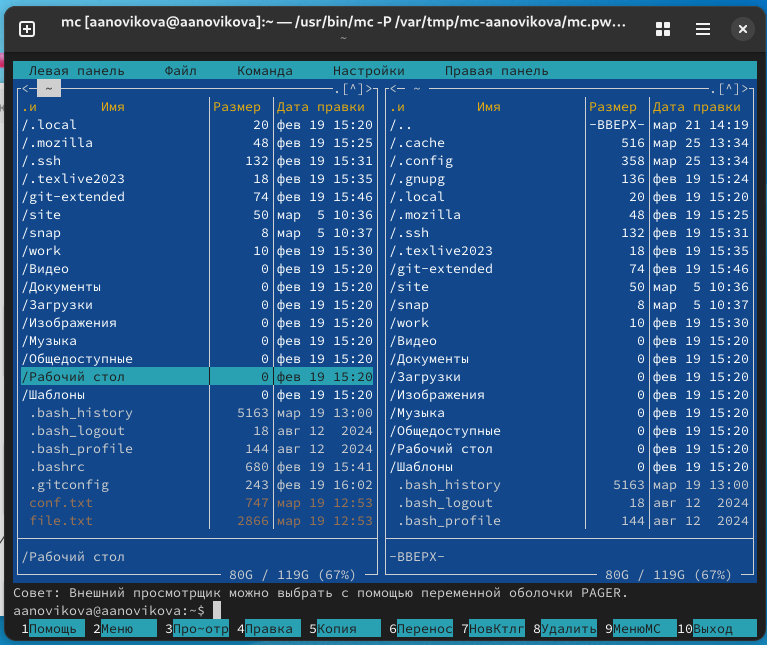 mc [aanovikova@aanovikova]:~ — /usr/bin/mc -P /var/tmp/mc-aanovikova/mc.pw…
~
Левая панель Файл Команда Настройки Правая панель
<─ ~ .[^]> <─ ~ .[^]>
.и Имя Размер Дата правки .и Имя Размер Дата правки
/.local 20 фев 19 15:20 /.. -ВВЕРХ- мар 21 14:19
/.mozilla 48 фев 19 15:25 /.cache 516 мар 25 13:34
/.ssh 132 фев 19 15:31 /.config 358 мар 25 13:34
/.texlive2023 18 фев 19 15:35 /.gnupg 136 фев 19 15:24
/git-extended 74 фев 19 15:46 /.local 20 фев 19 15:20
/site 50 мар 5 10:36 /.mozilla 48 фев 19 15:25
/snap 8 мар 5 10:37 /.ssh 132 фев 19 15:31
/work 10 фев 19 15:30 /.texlive2023 18 фев 19 15:35
/Видео 0 фев 19 15:20 /git-extended 74 фев 19 15:46
/Документы 0 фев 19 15:20 /site 50 мар 5 10:36
/Загрузки 0 фев 19 15:20 /snap 8 мар 5 10:37
/Изображения 0 фев 19 15:20 /work 10 фев 19 15:30
/Музыка 0 фев 19 15:20 /Видео 0 фев 19 15:20
/Общедоступные 0 фев 19 15:20 /Документы 0 фев 19 15:20
/Рабочий стол 0 фев 19 15:20 /Загрузки 0 фев 19 15:20
/Шаблоны 0 фев 19 15:20 /Изображения 0 фев 19 15:20
.bash_history 5163 мар 19 13:00 /Музыка 0 фев 19 15:20
.bash_logout 18 авг 12 2024 /Общедоступные 0 фев 19 15:20
.bash_profile 144 авг 12 2024 /Рабочий стол 0 фев 19 15:20
.bashrc 680 фев 19 15:41 /Шаблоны 0 фев 19 15:20
.gitconfig 243 фев 19 16:02 .bash_history 5163 мар 19 13:00
conf.txt 747 мар 19 12:53 .bash_logout 18 авг 12 2024
file.txt 2866 мар 19 12:53 .bash_profile 144 авг 12 2024
/Рабочий стол -ВВЕРХ-
80G / 119G (67%) 80G / 119G (67%)
Совет: Внешний просмотрщик можно выбрать с помощью переменной оболочки PAGER.
aanovikova@aanovikova:~$
1Помощь 2Меню 3Про~отр 4Правка 5Копия 6Перенос 7НовКтлг 8Удалить 9МенюMC 10Выход